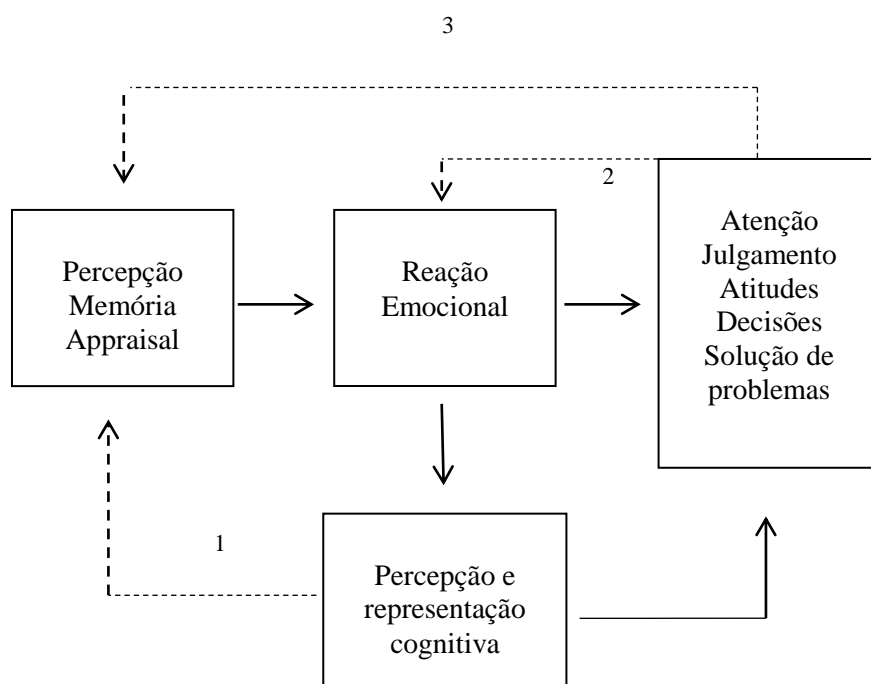 3
2
Percepção
Memória
Appraisal
Reação
Emocional
Atenção
Julgamento
Atitudes
Decisões
Solução de
problemas
1
Percepção e
representação
cognitiva